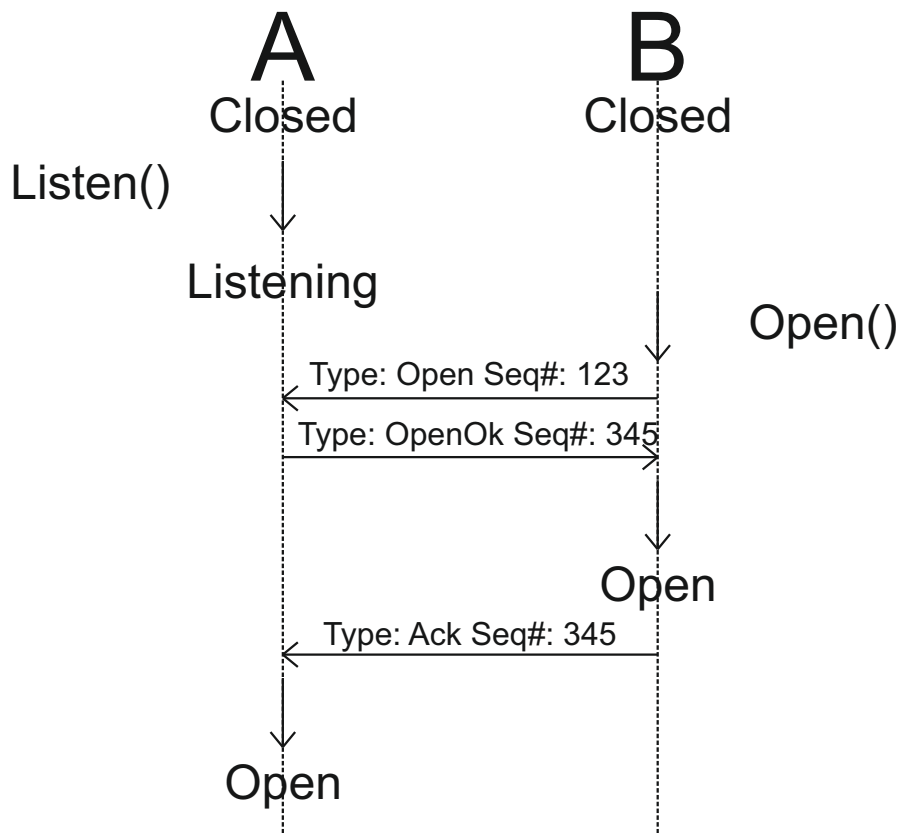 A B
Closed Closed
Listen()
Listening
Open()
Type: Open Seq#: 123
Type: OpenOk Seq#: 345
Open
Type: Ack Seq#: 345
Open